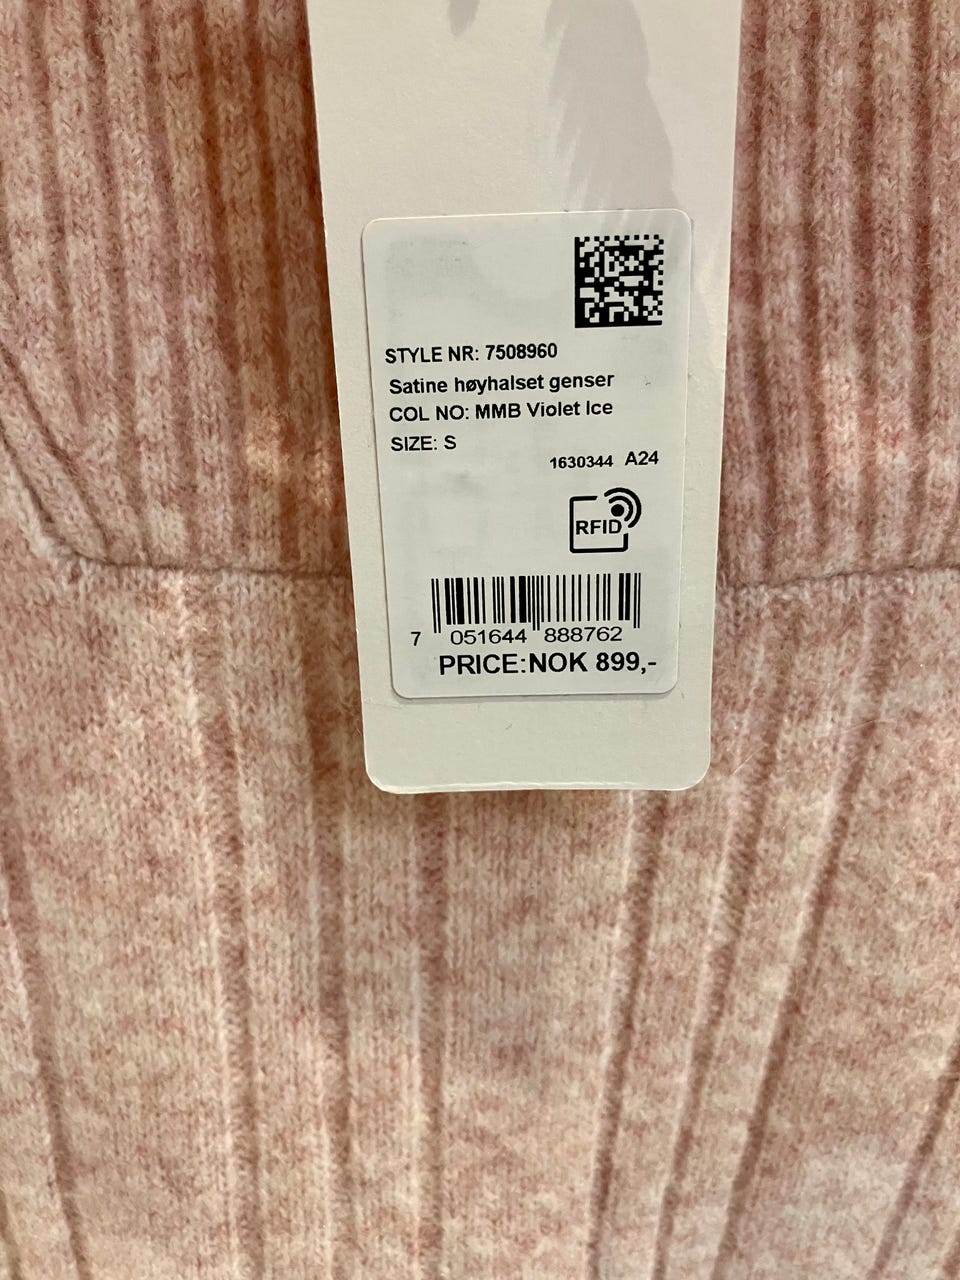 STYLE NR: 7508960
Satine høyhalset genser
COL NO: MMB Violet Ice
SIZE: S
1630344 A24
RFID
7 051644 888762
PRICE:NOK 899,-